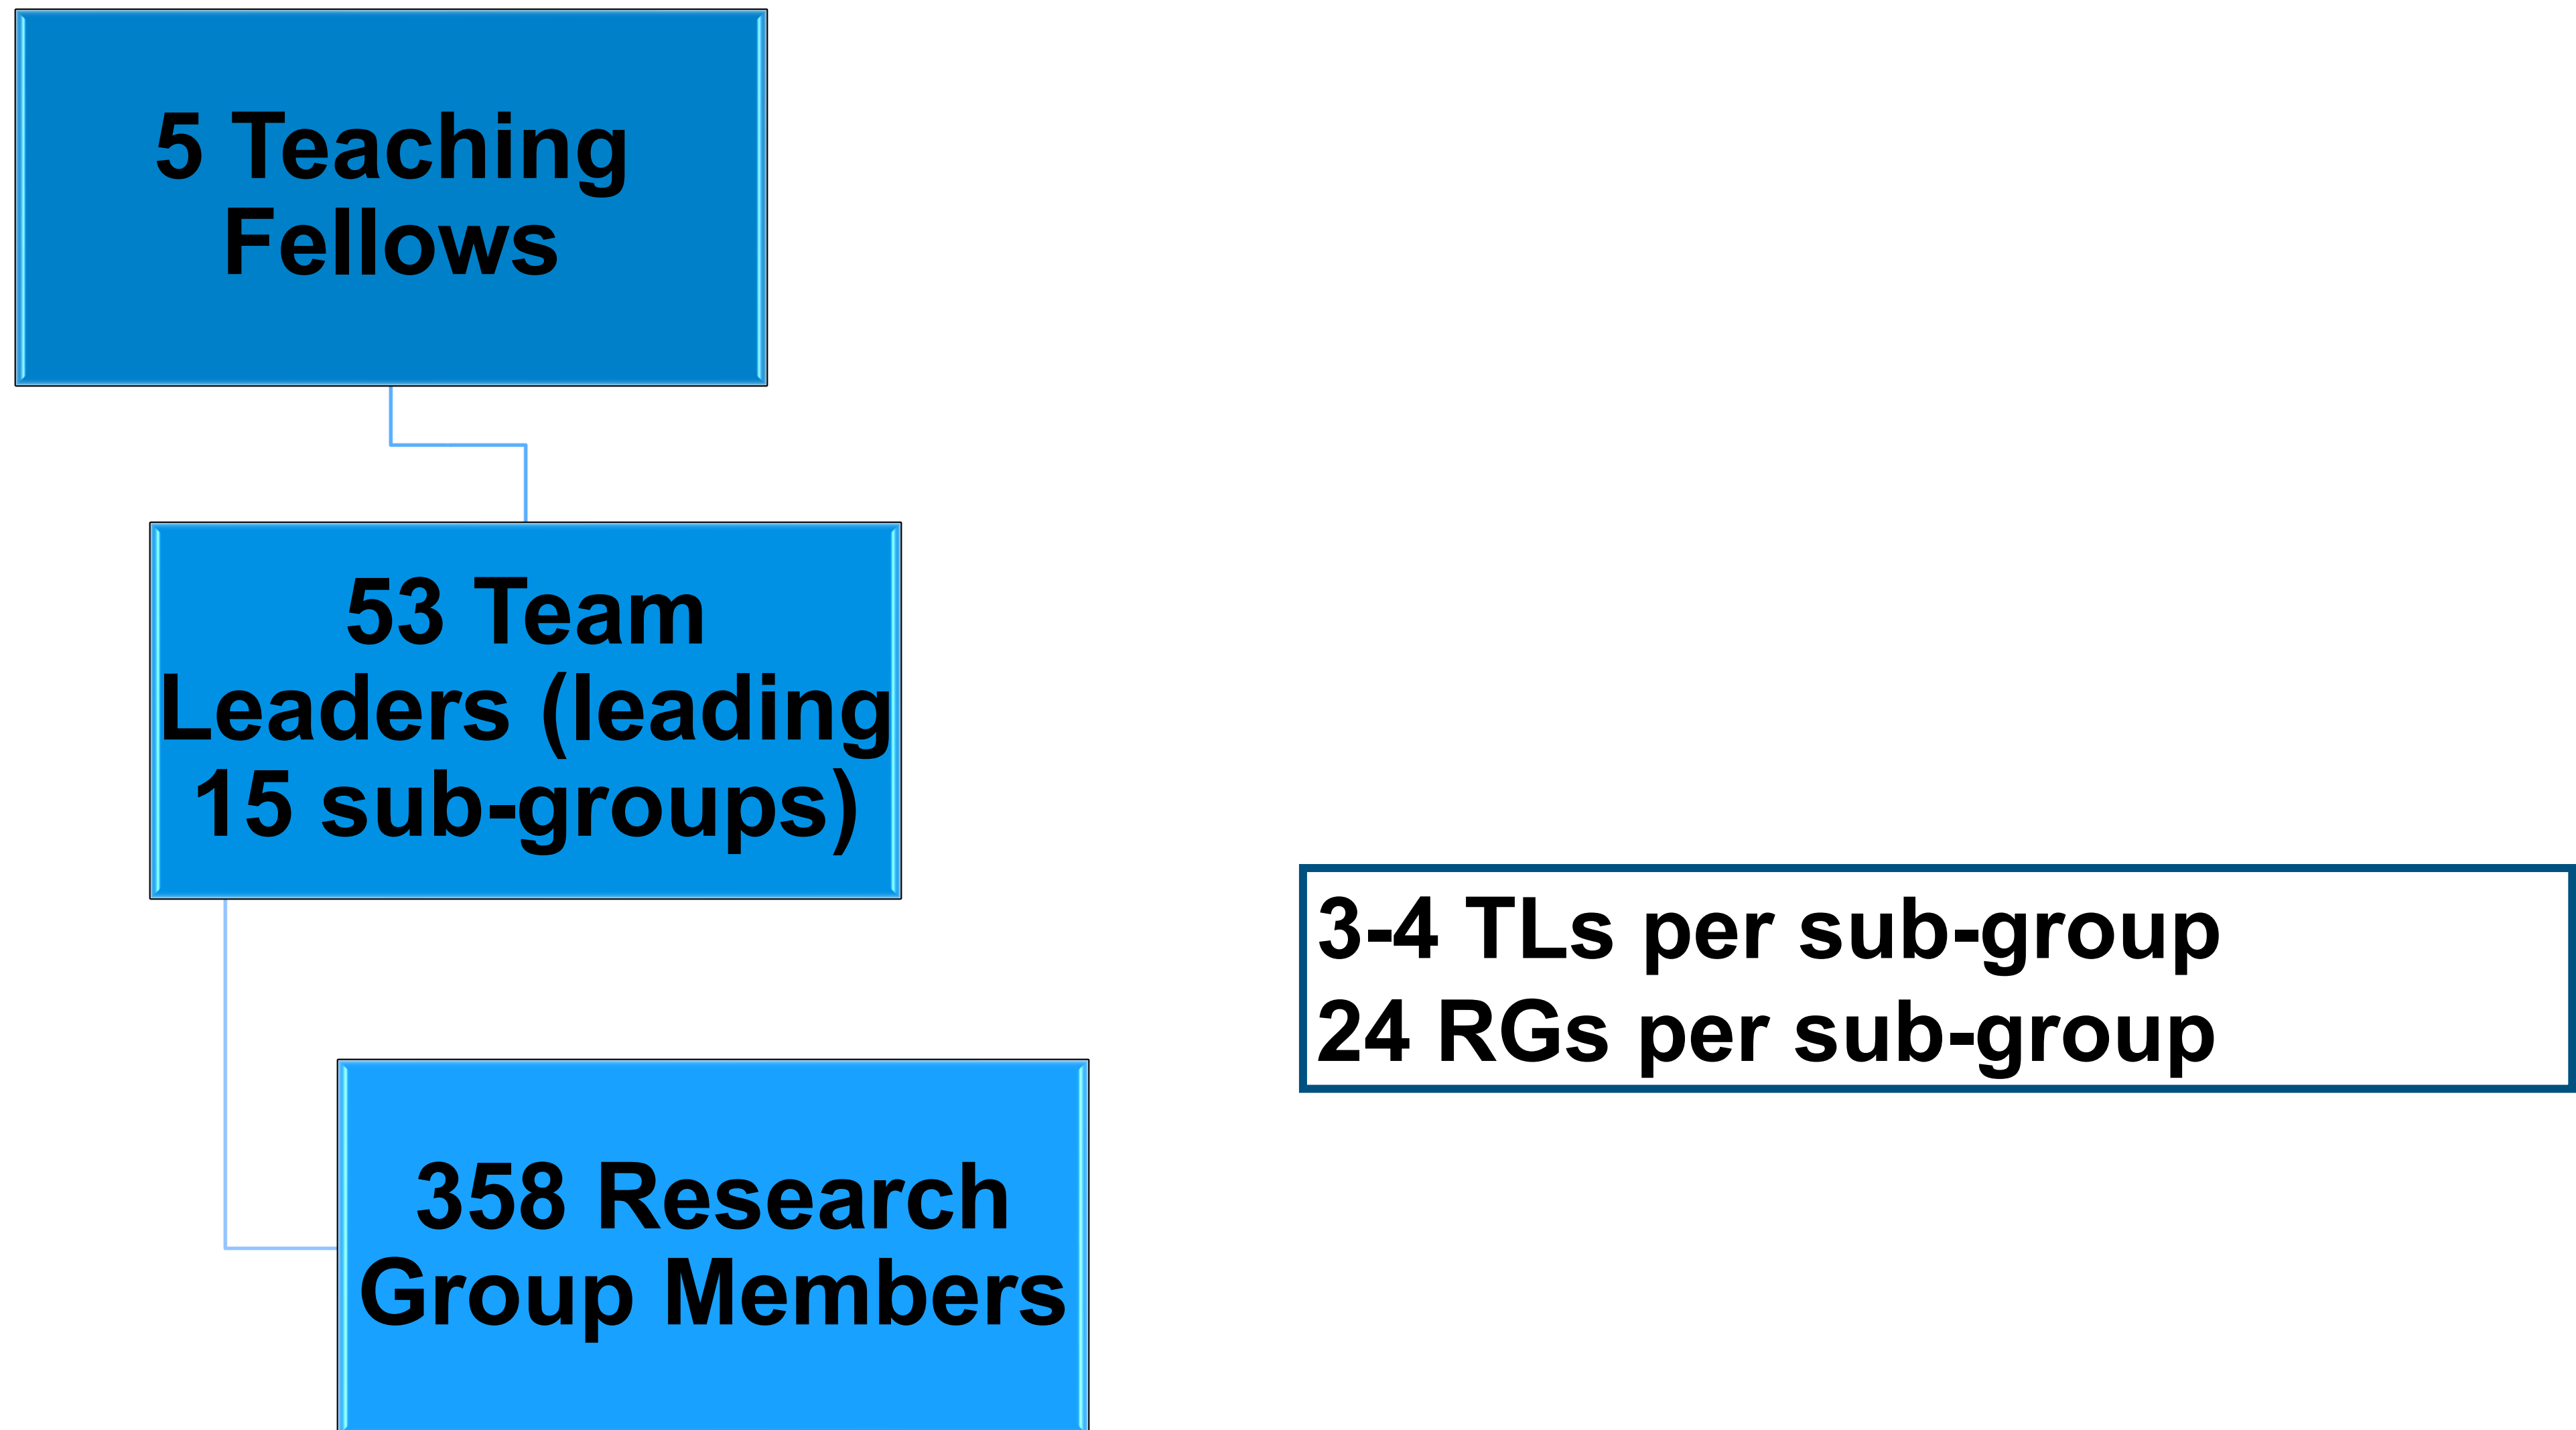 5 Teaching
Fellows
53 Team
Leaders (leading
15 sub-groups)
3-4 TLs per sub-group
24 RGs per sub-group
358 Research
Group Members